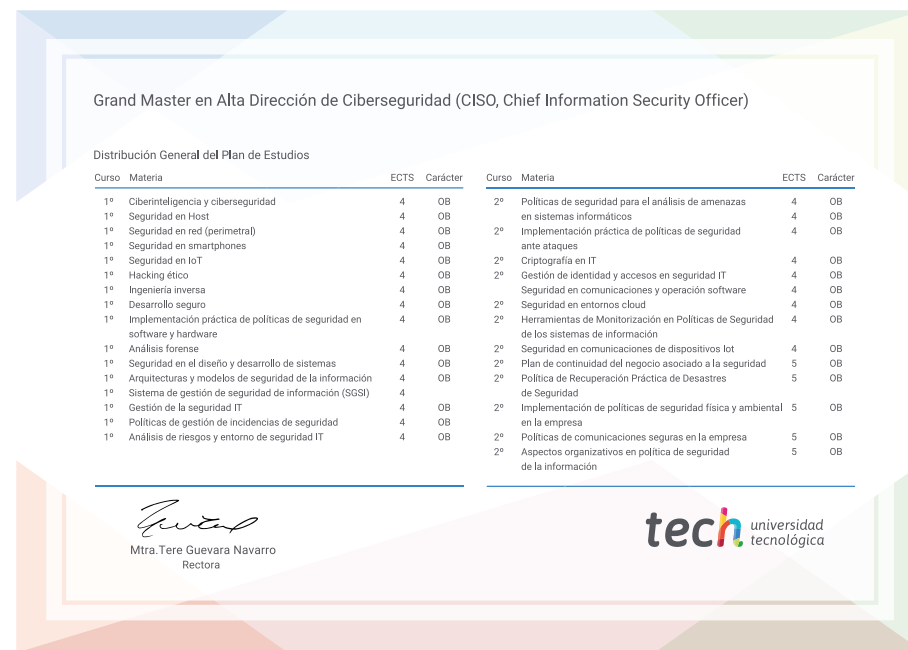 Grand Master en Alta Dirección de Ciberseguridad (CISO, Chief Information Security Officer)
Distribución General del Plan de Estudios
Curso Materia ECTS Carácter
1º Ciberinteligencia y ciberseguridad 4 OB
1º Seguridad en Host 4 OB
1º Seguridad en red (perimetral) 4 OB
1º Seguridad en smartphones 4 OB
1º Seguridad en IoT 4 OB
1º Hacking ético 4 OB
1º Ingeniería inversa 4 OB
1º Desarrollo seguro 4 OB
1º Implementación práctica de políticas de seguridad en 4 OB
software y hardware
1º Análisis forense 4 OB
1º Seguridad en el diseño y desarrollo de sistemas 4 OB
1º Arquitecturas y modelos de seguridad de la información 4 OB
1º Sistema de gestión de seguridad de información (SGSI) 4
1º Gestión de la seguridad IT 4 OB
1º Políticas de gestión de incidencias de seguridad 4 OB
1º Análisis de riesgos y entorno de seguridad IT 4 OB
Curso Materia ECTS Carácter
2º Políticas de seguridad para el análisis de amenazas 4 OB
en sistemas informáticos 4 OB
2º Implementación práctica de políticas de seguridad 4 OB
ante ataques
2º Criptografía en IT 4 OB
2º Gestión de identidad y accesos en seguridad IT 4 OB
Seguridad en comunicaciones y operación software 4 OB
2º Seguridad en entornos cloud 4 OB
2º Herramientas de Monitorización en Políticas de Seguridad 4 OB
de los sistemas de información
2º Seguridad en comunicaciones de dispositivos Iot 4 OB
2º Plan de continuidad del negocio asociado a la seguridad 5 OB
2º Política de Recuperación Práctica de Desastres 5 OB
de Seguridad
2º Implementación de políticas de seguridad física y ambiental 5 OB
en la empresa
2º Políticas de comunicaciones seguras en la empresa 5 OB
2º Aspectos organizativos en política de seguridad 5 OB
de la información
Mtra.Tere Guevara Navarro
Rectora
tech universidad
tecnológica